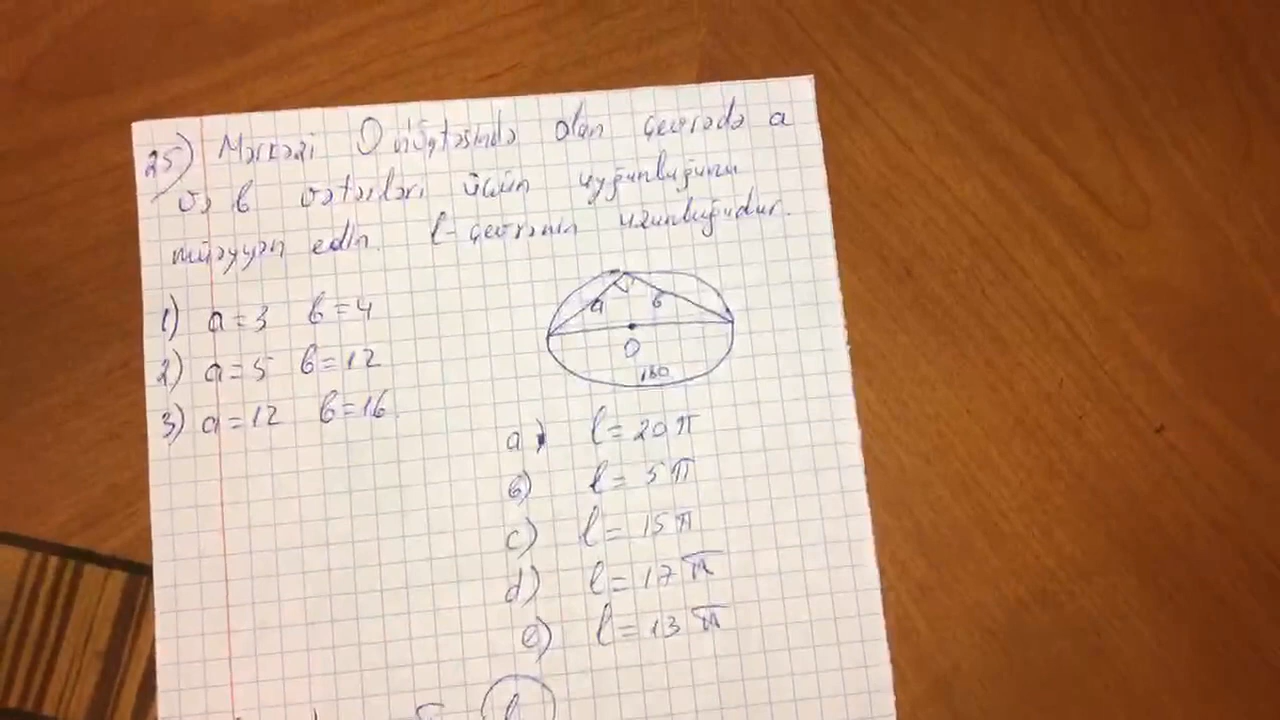 25) Mərkəzi O nöqtəsində olan çevrədə a
və b vətərləri üçün uyğunluğunu
müəyyən edin. l-çevrənin uzunluğudur.
1) a=3 b=4
2) a=5 b=12
3) a=12 b=16
a b
O
180
a) l=20π
b) l=5π
c) l=15π
d) l=17π
e) l=13π